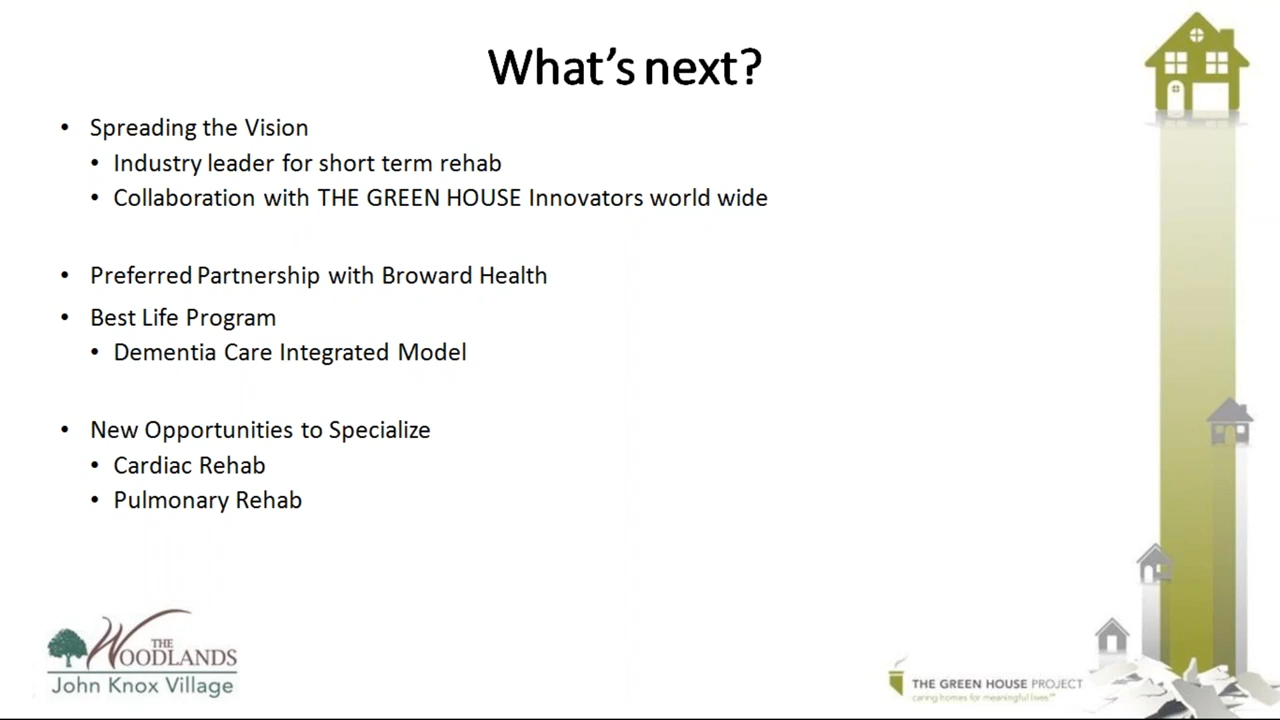 What's next?
• Spreading the Vision
• Industry leader for short term rehab
• Collaboration with THE GREEN HOUSE Innovators world wide
• Preferred Partnership with Broward Health
• Best Life Program
• Dementia Care Integrated Model
• New Opportunities to Specialize
• Cardiac Rehab
• Pulmonary Rehab
THE WOODLANDS
John Knox Village
THE GREEN HOUSE PROJECT
caring homes for meaningful lives.℠